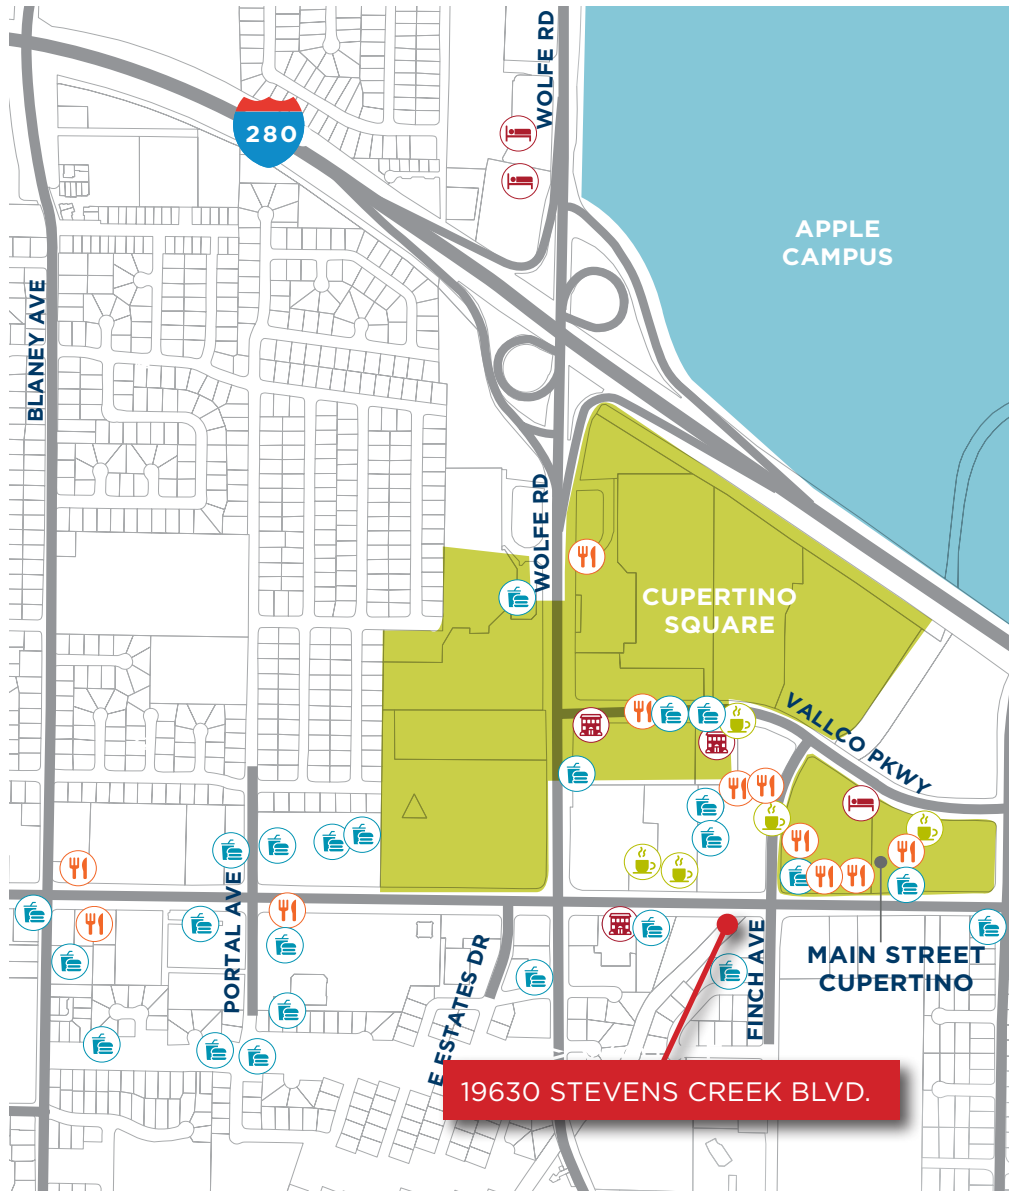 WOLFE RD
280
APPLE
CAMPUS
BLANEY AVE
WOLFE RD
CUPERTINO
SQUARE
VALLCO PKWY
PORTAL AVE
E ESTATES DR
FINCH AVE
MAIN STREET
CUPERTINO
19630 STEVENS CREEK BLVD.